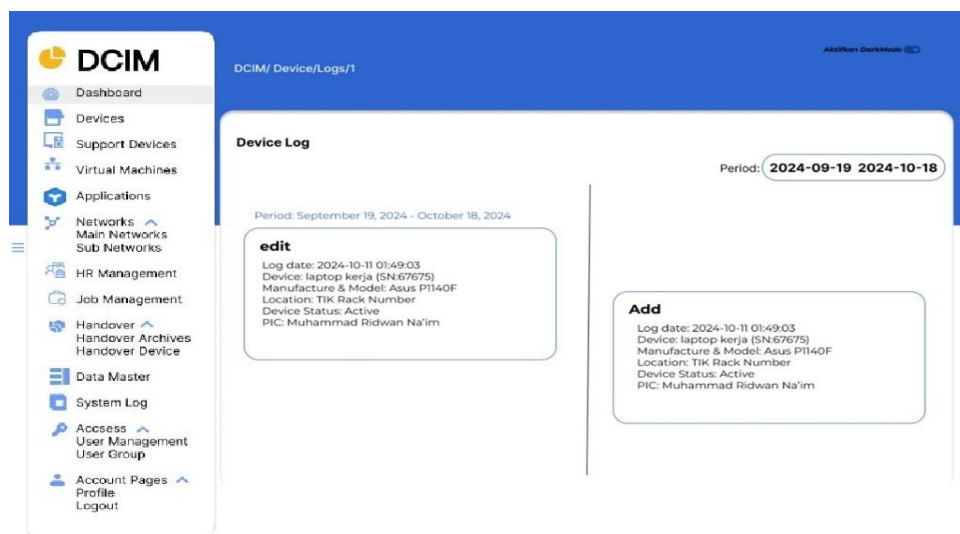 DCIM
Dashboard
Devices
Support Devices
Virtual Machines
Applications
Networks
Main Networks
Sub Networks
HR Management
Job Management
Handover
Handover Archives
Handover Device
Data Master
System Log
Accsess
User Management
User Group
Account Pages
Profile
Logout
DCIM/ Device/Logs/1
Aktifkan DarkMode
Device Log
Period: 2024-09-19 2024-10-18
Period: September 19, 2024 - October 18, 2024
edit
Log date: 2024-10-11 01:49:03
Device: laptop kerja (SN:67675)
Manufacture & Model: Asus P1140F
Location: TIK Rack Number
Device Status: Active
PIC: Muhammad Ridwan Na'im
Add
Log date: 2024-10-11 01:49:03
Device: laptop kerja (SN:67675)
Manufacture & Model: Asus P1140F
Location: TIK Rack Number
Device Status: Active
PIC: Muhammad Ridwan Na'im